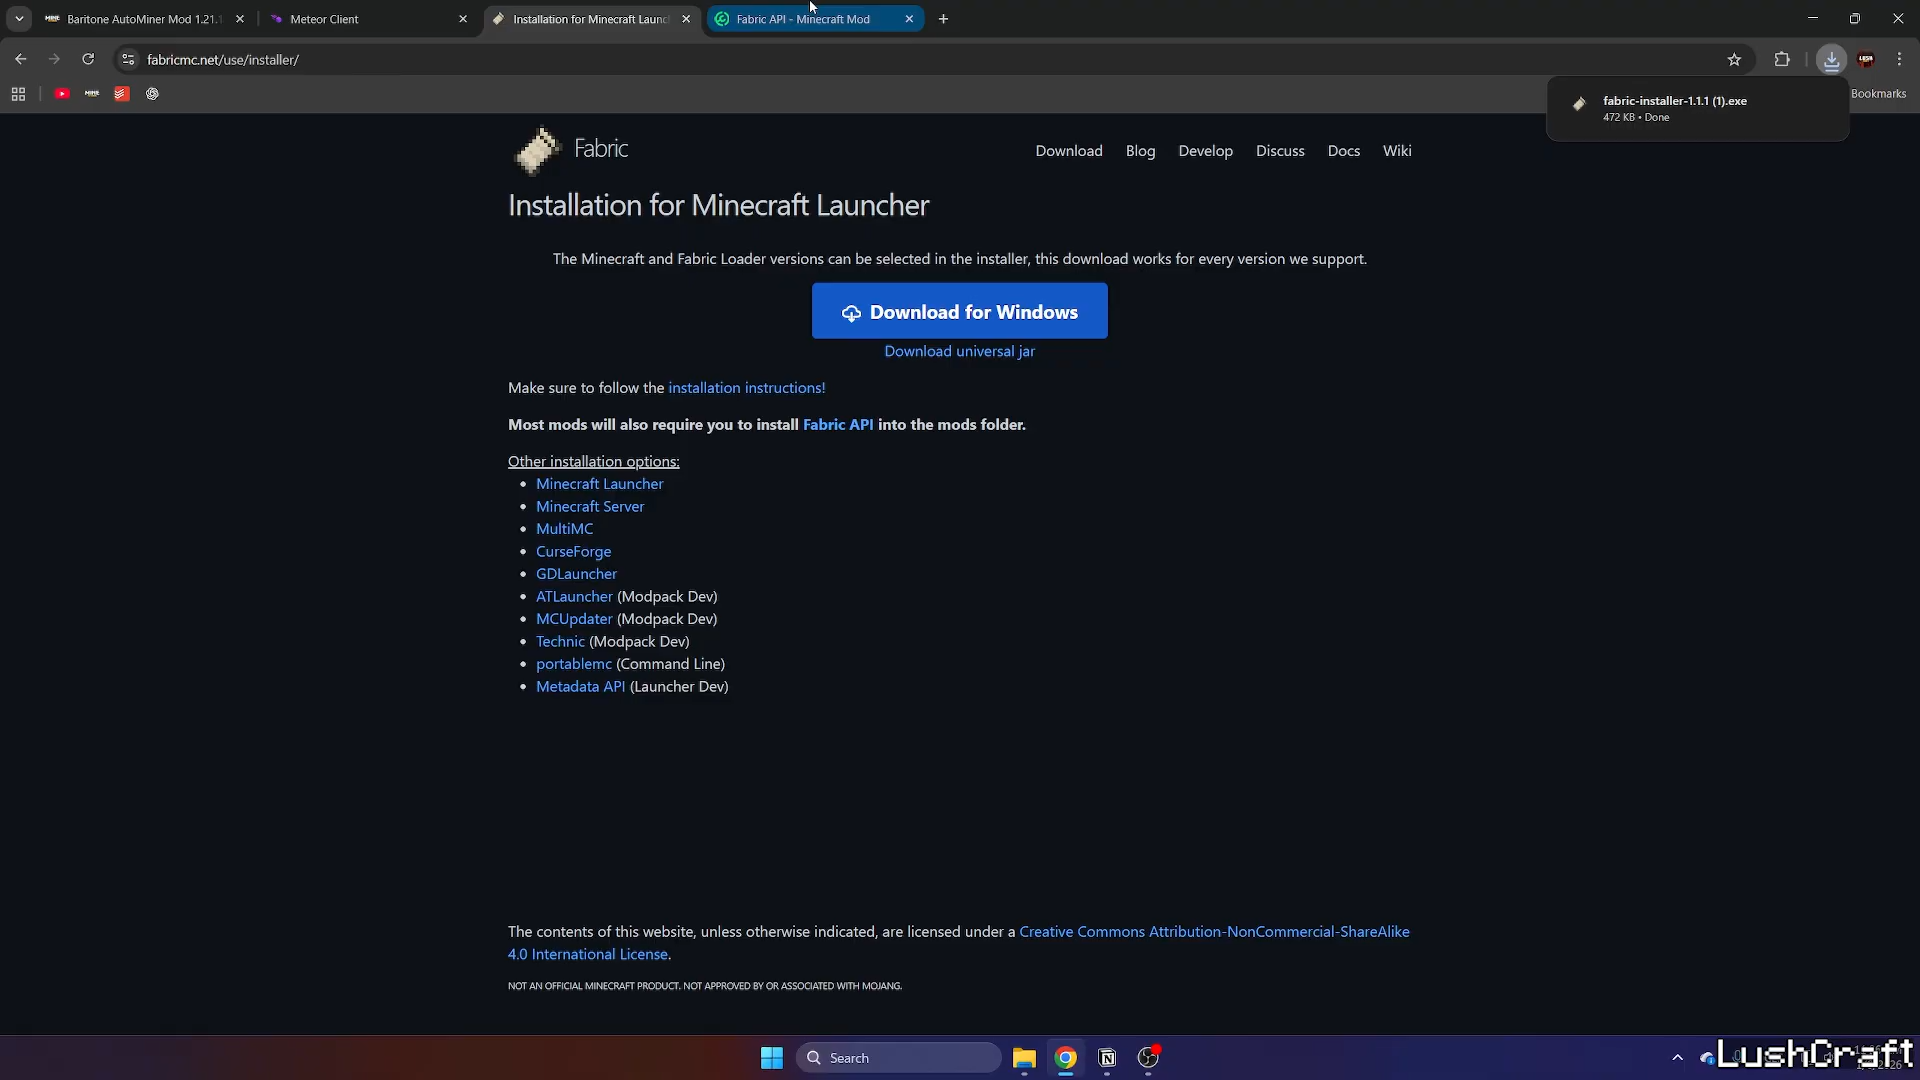 Baritone AutoMiner Mod 1.21.1
Meteor Client
Installation for Minecraft Launc
Fabric API - Minecraft Mod
fabricmc.net/use/installer/
Bookmarks
fabric-installer-1.1.1 (1).exe
472 KB • Done
Fabric
Download
Blog
Develop
Discuss
Docs
Wiki
Installation for Minecraft Launcher
The Minecraft and Fabric Loader versions can be selected in the installer, this download works for every version we support.
Download for Windows
Download universal jar
Make sure to follow the installation instructions!
Most mods will also require you to install Fabric API into the mods folder.
Other installation options:
• Minecraft Launcher
• Minecraft Server
• MultiMC
• CurseForge
• GDLauncher
• ATLauncher (Modpack Dev)
• MCUpdater (Modpack Dev)
• Technic (Modpack Dev)
• portablemc (Command Line)
• Metadata API (Launcher Dev)
The contents of this website, unless otherwise indicated, are licensed under a Creative Commons Attribution-NonCommercial-ShareAlike
4.0 International License.
NOT AN OFFICIAL MINECRAFT PRODUCT. NOT APPROVED BY OR ASSOCIATED WITH MOJANG.
Search
LushCraft